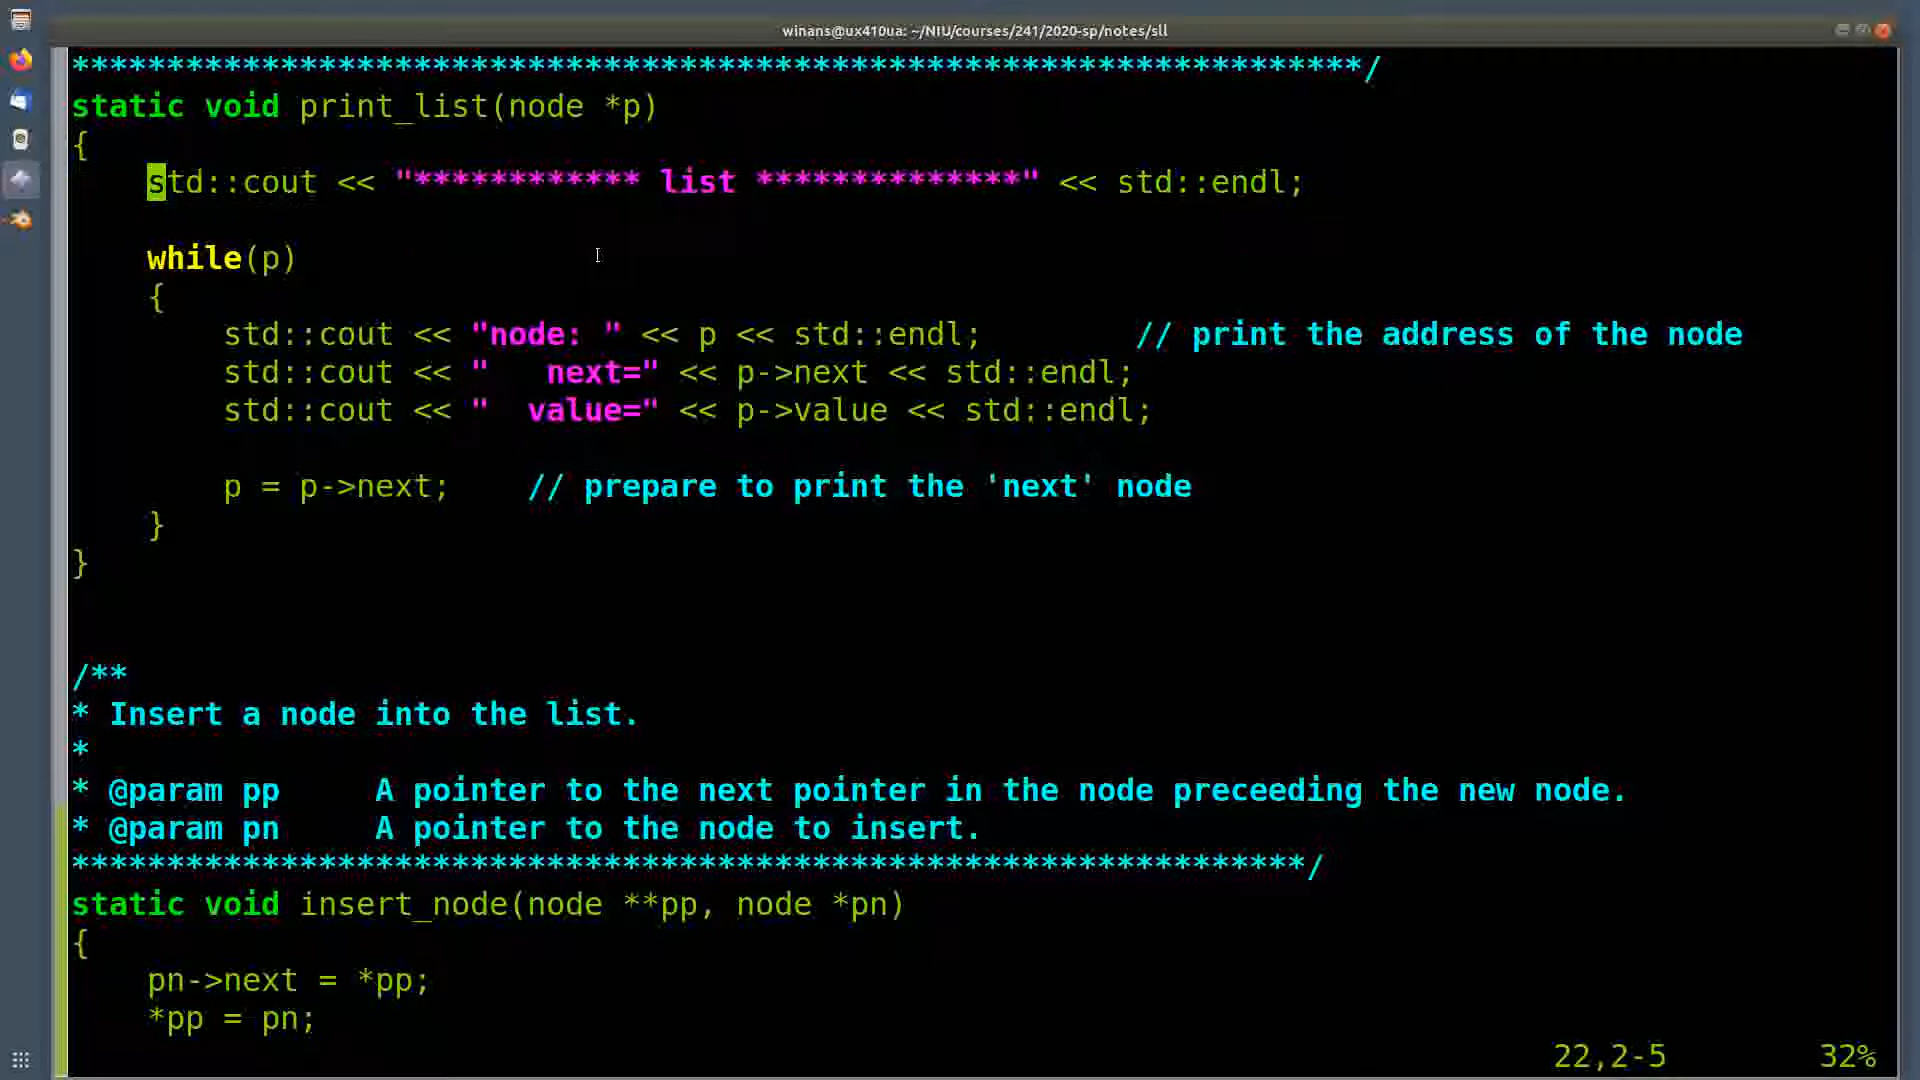 winans@ux410ua: ~/NIU/courses/241/2020-sp/notes/sll
********************************************************************/
static void print_list(node *p)
{
    std::cout << "************ list **************" << std::endl;
    while(p)
    {
        std::cout << "node: " << p << std::endl;        // print the address of the node
        std::cout << "   next=" << p->next << std::endl;
        std::cout << "  value=" << p->value << std::endl;
        p = p->next;    // prepare to print the 'next' node
    }
}
/**
* Insert a node into the list.
*
* @param pp     A pointer to the next pointer in the node preceeding the new node.
* @param pn     A pointer to the node to insert.
*****************************************************************/
static void insert_node(node **pp, node *pn)
{
    pn->next = *pp;
    *pp = pn;
22,2-5        32%